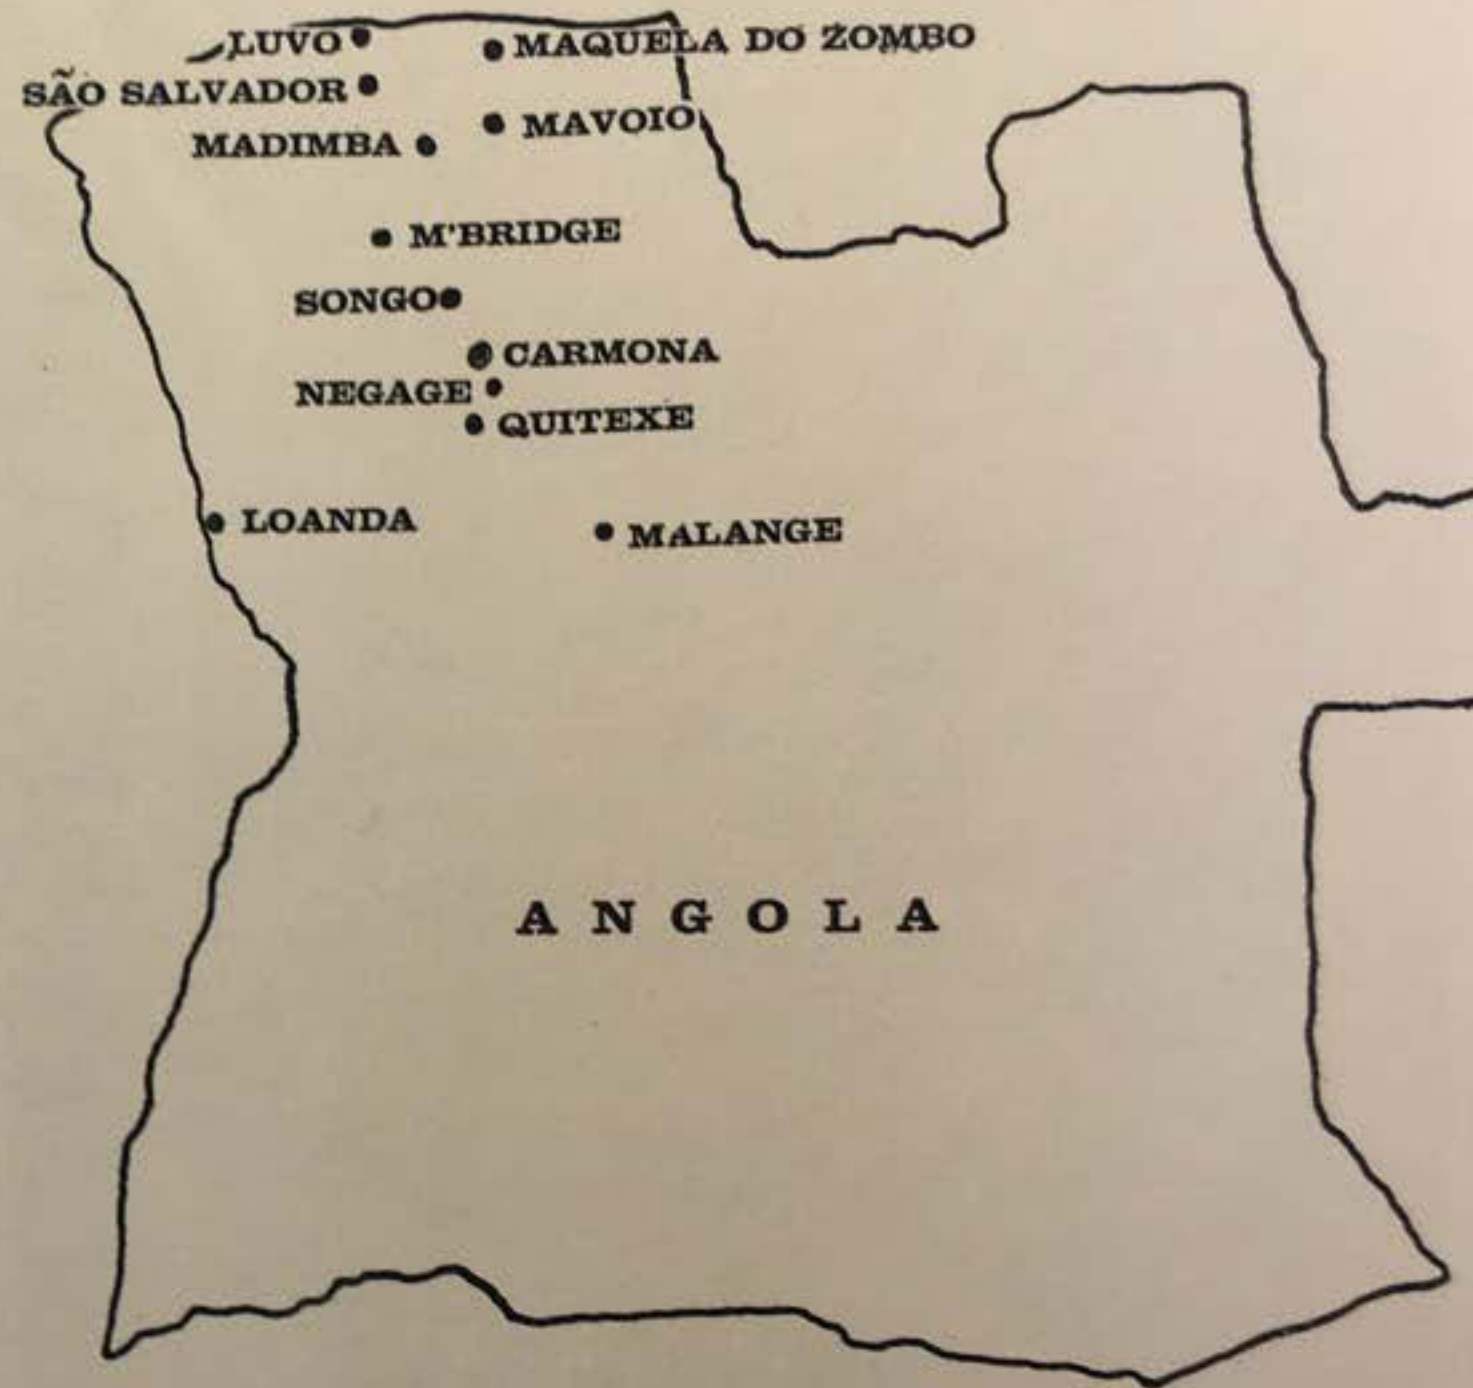 LUVO
MAQUELA DO ZOMBO
SÃO SALVADOR
MAVOIO
MADIMBA
M'BRIDGE
SONGO
CARMONA
NEGAGE
QUITEXE
LOANDA
MALANGE
ANGOLA